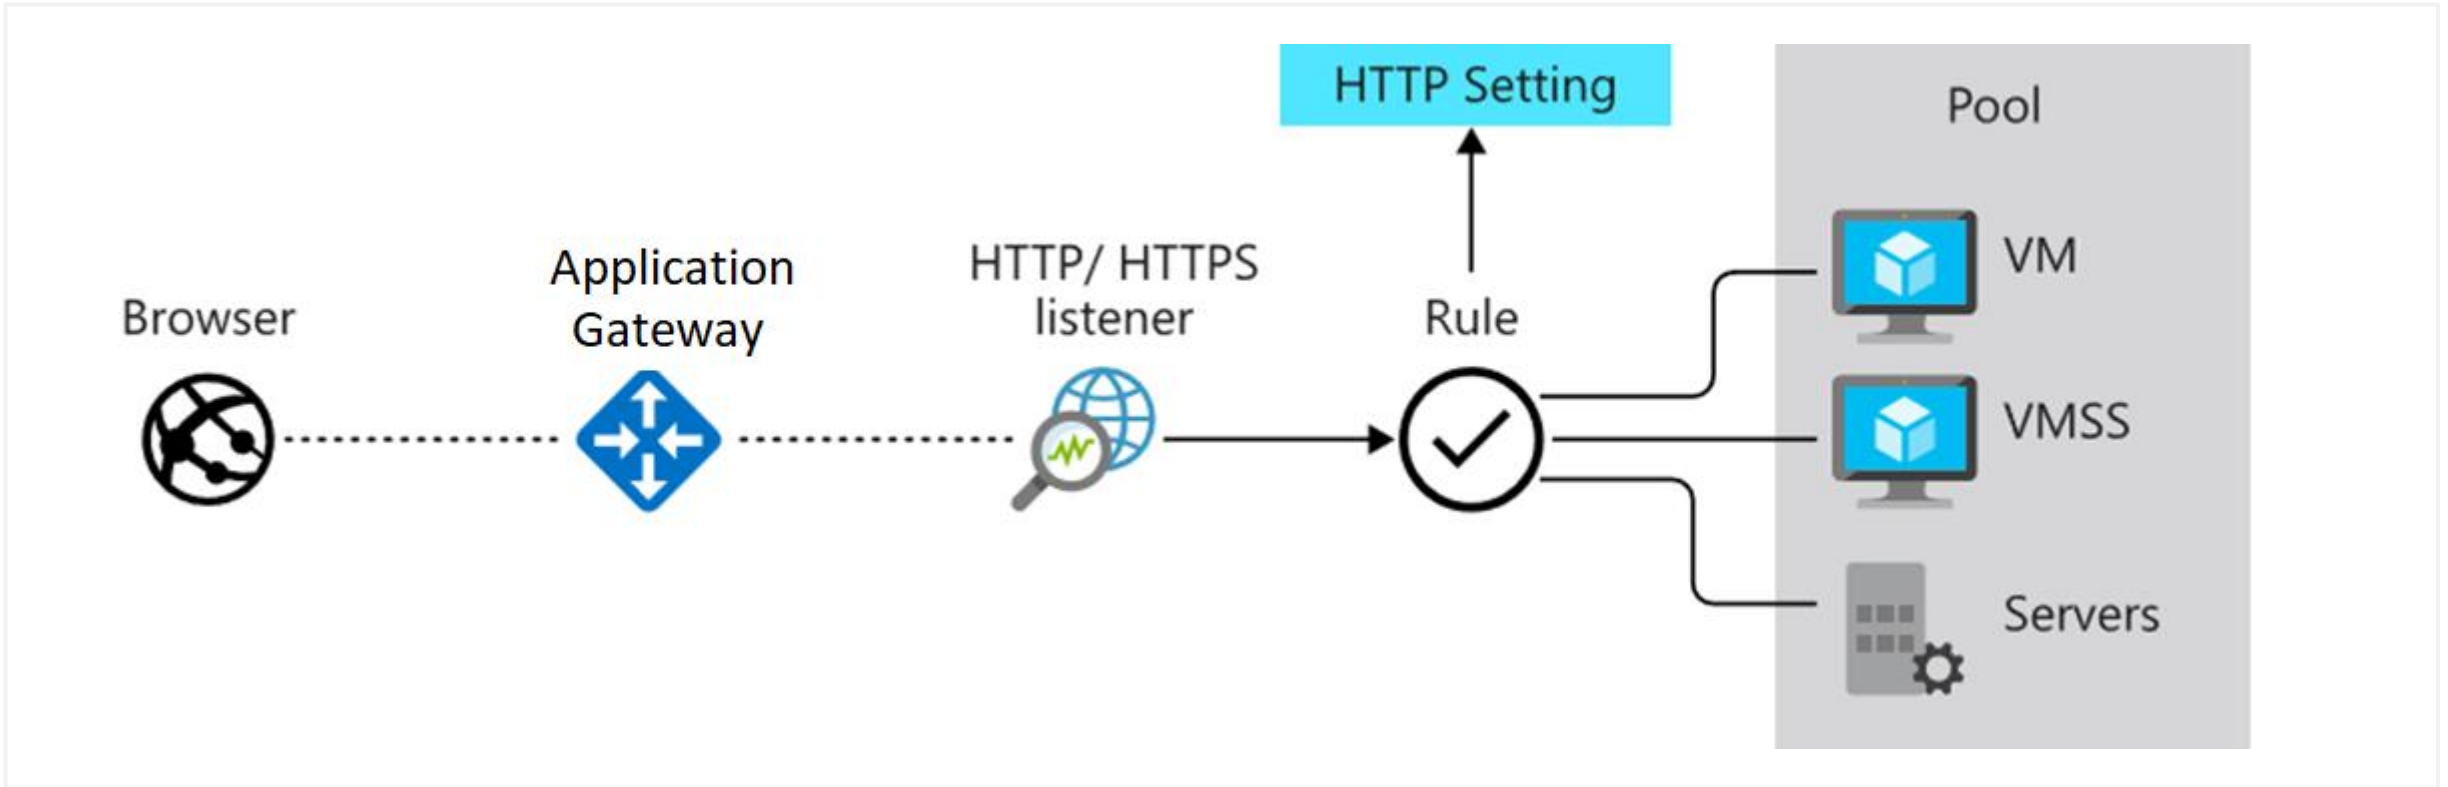 Browser
Application
Gateway
HTTP/ HTTPS
listener
HTTP Setting
Rule
Pool
VM
VMSS
Servers